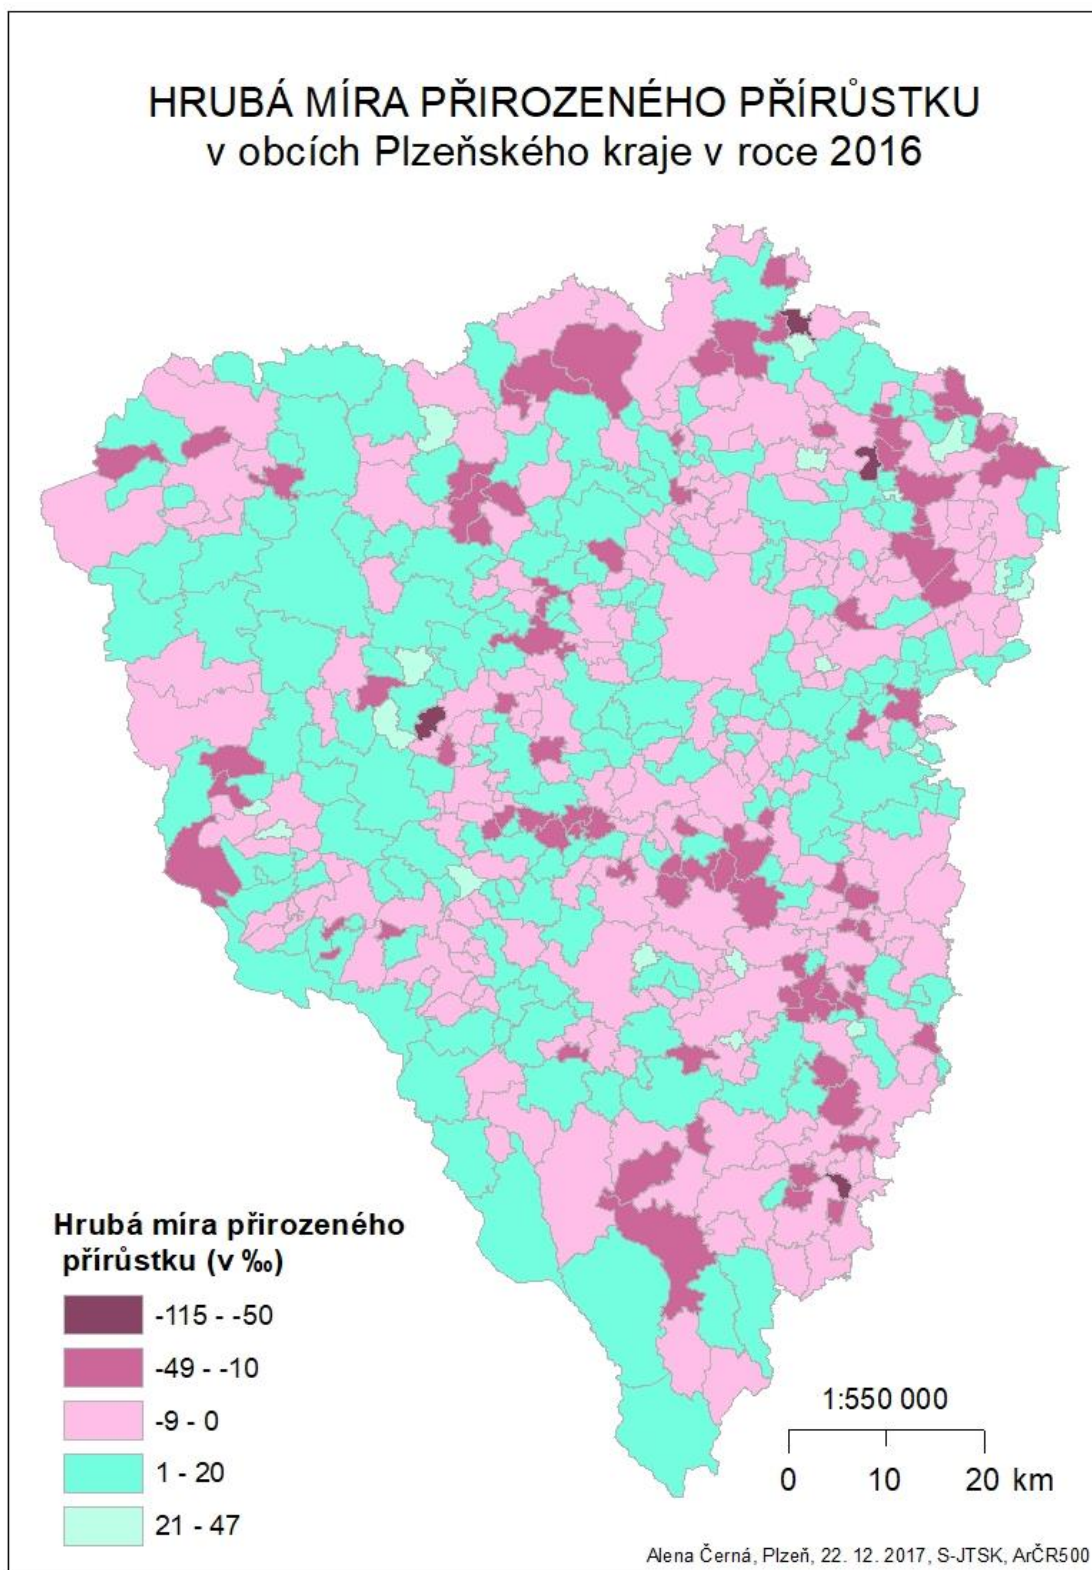 HRUBÁ MÍRA PŘIROZENÉHO PŘÍRŮSTKU
v obcích Plzeňského kraje v roce 2016
Hrubá míra přirozeného
přírůstku (v ‰)
-115 - -50
-49 - -10
-9 - 0
1 - 20
21 - 47
1:550 000
0 10 20 km
Alena Černá, Plzeň, 22. 12. 2017, S-JTSK, ArČR500